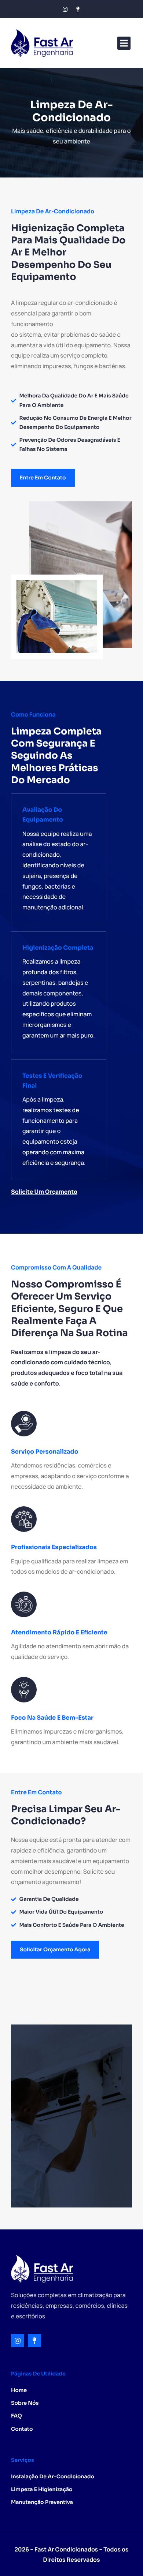 Fast Ar
Engenharia
Limpeza De Ar-
Condicionado
Mais saúde, eficiência e durabilidade para o
seu ambiente
Limpeza De Ar-Condicionado
Higienização Completa
Para Mais Qualidade Do
Ar E Melhor
Desempenho Do Seu
Equipamento
A limpeza regular do ar-condicionado é
essencial para garantir o bom
funcionamento
do sistema, evitar problemas de saúde e
aumentar a vida útil do equipamento. Nossa
equipe realiza um serviço completo,
eliminando impurezas, fungos e bactérias.
Melhora Da Qualidade Do Ar E Mais Saúde
Para O Ambiente
Redução No Consumo De Energia E Melhor
Desempenho Do Equipamento
Prevenção De Odores Desagradáveis E
Falhas No Sistema
Entre Em Contato
Como Funciona
Limpeza Completa
Com Segurança E
Seguindo As
Melhores Práticas
Do Mercado
Avaliação Do
Equipamento
Nossa equipe realiza uma
análise do estado do ar-
condicionado,
identificando níveis de
sujeira, presença de
fungos, bactérias e
necessidade de
manutenção adicional.
Higienização Completa
Realizamos a limpeza
profunda dos filtros,
serpentinas, bandejas e
demais componentes,
utilizando produtos
específicos que eliminam
microrganismos e
garantem um ar mais puro.
Testes E Verificação
Final
Após a limpeza,
realizamos testes de
funcionamento para
garantir que o
equipamento esteja
operando com máxima
eficiência e segurança.
Solicite Um Orçamento
Compromisso Com A Qualidade
Nosso Compromisso É
Oferecer Um Serviço
Eficiente, Seguro E Que
Realmente Faça A
Diferença Na Sua Rotina
Realizamos a limpeza do seu ar-
condicionado com cuidado técnico,
produtos adequados e foco total na sua
saúde e conforto.
Serviço Personalizado
Atendemos residências, comércios e
empresas, adaptando o serviço conforme a
necessidade do ambiente.
Profissionais Especializados
Equipe qualificada para realizar limpeza em
todos os modelos de ar-condicionado.
Atendimento Rápido E Eficiente
Agilidade no atendimento sem abrir mão da
qualidade do serviço.
Foco Na Saúde E Bem-Estar
Eliminamos impurezas e microrganismos,
garantindo um ambiente mais saudável.
Entre Em Contato
Precisa Limpar Seu Ar-
Condicionado?
Nossa equipe está pronta pra atender com
rapidez e eficiência, garantindo um
ambiente mais saudável e um equipamento
com melhor desempenho. Solicite seu
orçamento agora mesmo!
Garantia De Qualidade
Maior Vida Útil Do Equipamento
Mais Conforto E Saúde Para O Ambiente
Solicitar Orçamento Agora
Fast Ar
Engenharia
Soluções completas em climatização para
residências, empresas, comércios, clínicas
e escritórios
Páginas De Utilidade
Home
Sobre Nós
FAQ
Contato
Serviços
Instalação De Ar-Condicionado
Limpeza E Higienização
Manutenção Preventiva
2026 - Fast Ar Condicionados - Todos os
Direitos Reservados